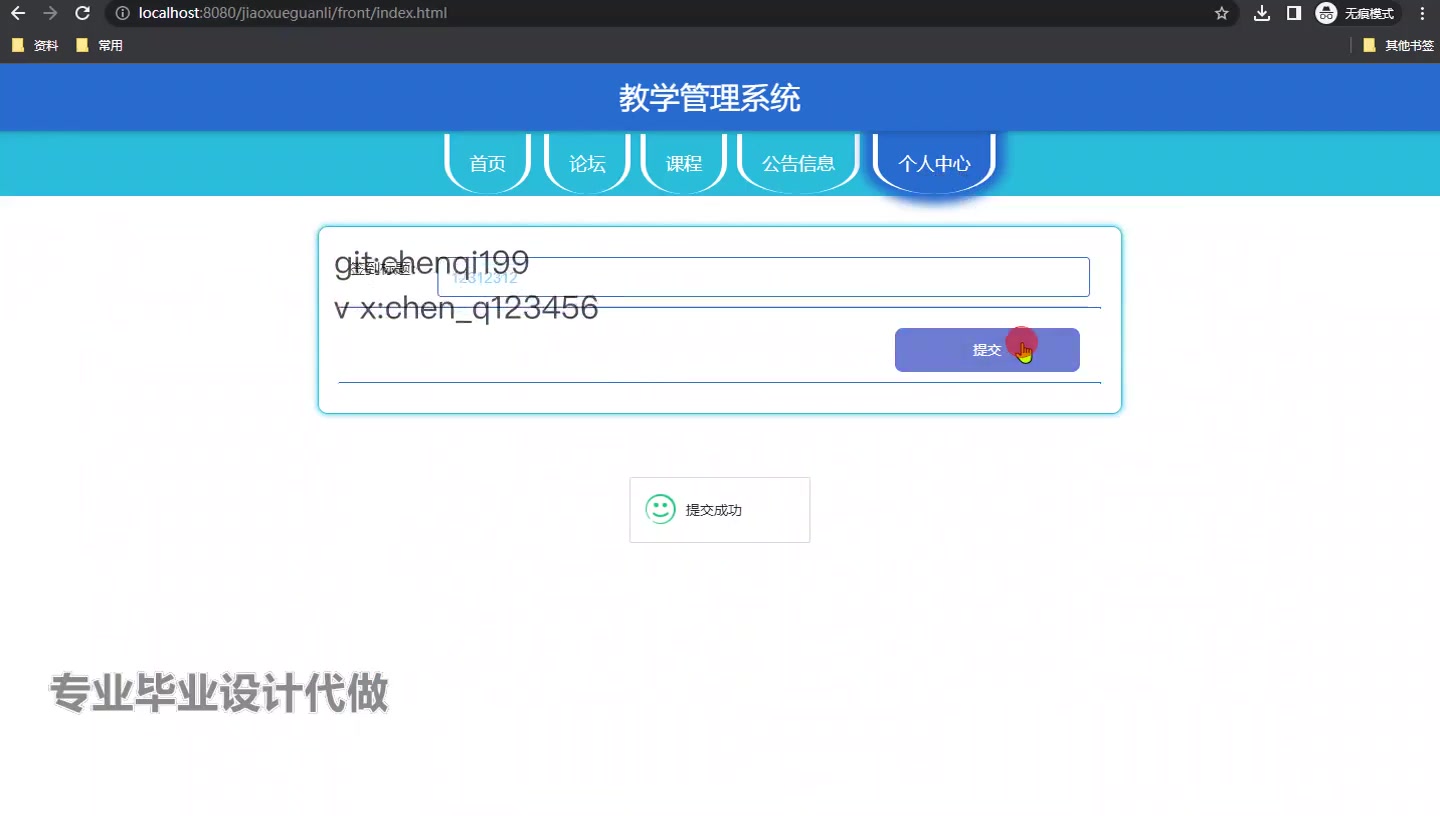 localhost:8080/jiaoxueguanli/front/index.html
无痕模式
资料
常用
其他书签
教学管理系统
首页
论坛
课程
公告信息
个人中心
git:chenqi199
签到标题:
12312312
v x:chen_q123456
提交
提交成功
专业毕业设计代做